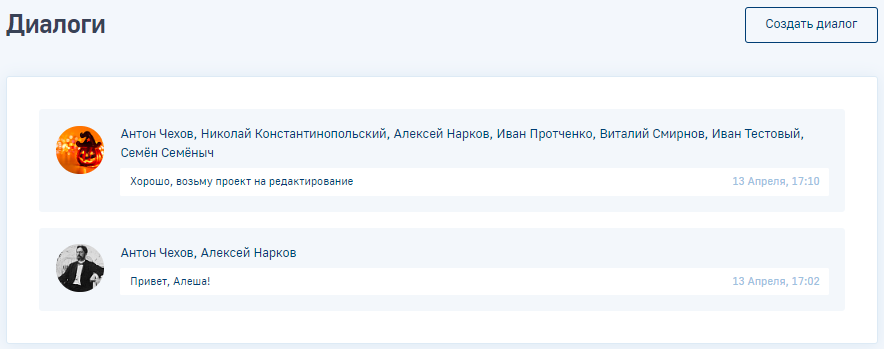 Диалоги
Создать диалог
Антон Чехов, Николай Константинопольский, Алексей Нарков, Иван Протченко, Виталий Смирнов, Иван Тестовый,
Семён Семёныч
Хорошо, возьму проект на редактирование
13 Апреля, 17:10
Антон Чехов, Алексей Нарков
Привет, Алеша!
13 Апреля, 17:02